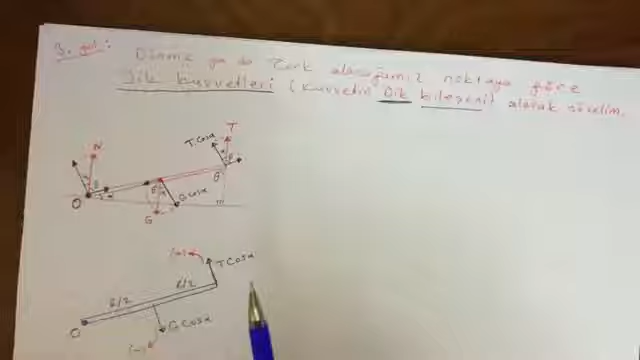 3. yol:
Dönme ya da Tork alacağımız noktaya göre
Dik kuvvetleri (kuvvetin Dik bileşeni) alarak çözelim.
N
T
T.Cosα
θ
α
O
G
G Cosα
T Cosα
ℓ/2
ℓ/2
O
G Cosα